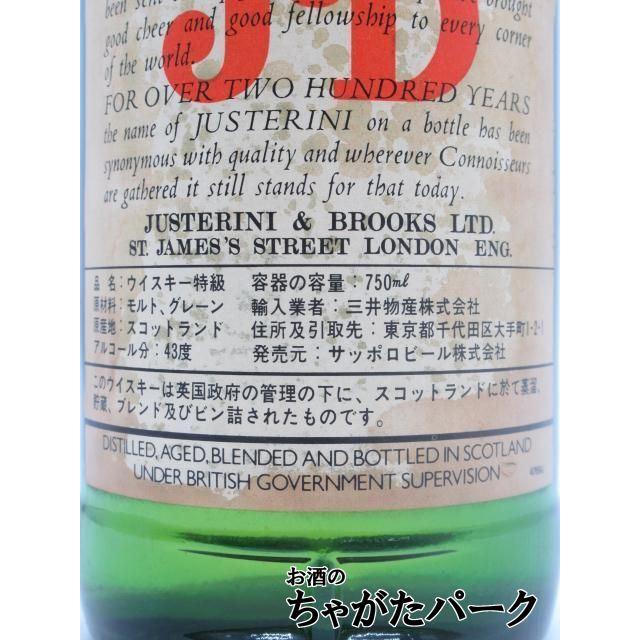 been sent
brought
good cheer and good fellowship to every corner
of the world.
J&B
FOR OVER TWO HUNDRED YEARS
the name of JUSTERINI on a bottle has been
synonymous with quality and wherever Connoisseurs
are gathered it still stands for that today.
JUSTERINI & BROOKS LTD.
ST. JAMES'S STREET LONDON ENG.
品名:ウイスキー特級 容器の容量:750ml
原材料:モルト、グレーン 輸入業者:三井物産株式会社
原産地:スコットランド 住所及引取先:東京都千代田区大手町1-2-1
アルコール分:43度 発売元:サッポロビール株式会社
このウイスキーは英国政府の管理の下に、スコットランドに於て蒸溜、
貯蔵、ブレンド及びビン詰されたものです。
DISTILLED, AGED, BLENDED AND BOTTLED IN SCOTLAND
UNDER BRITISH GOVERNMENT SUPERVISION
お酒の
ちゃがたパーク